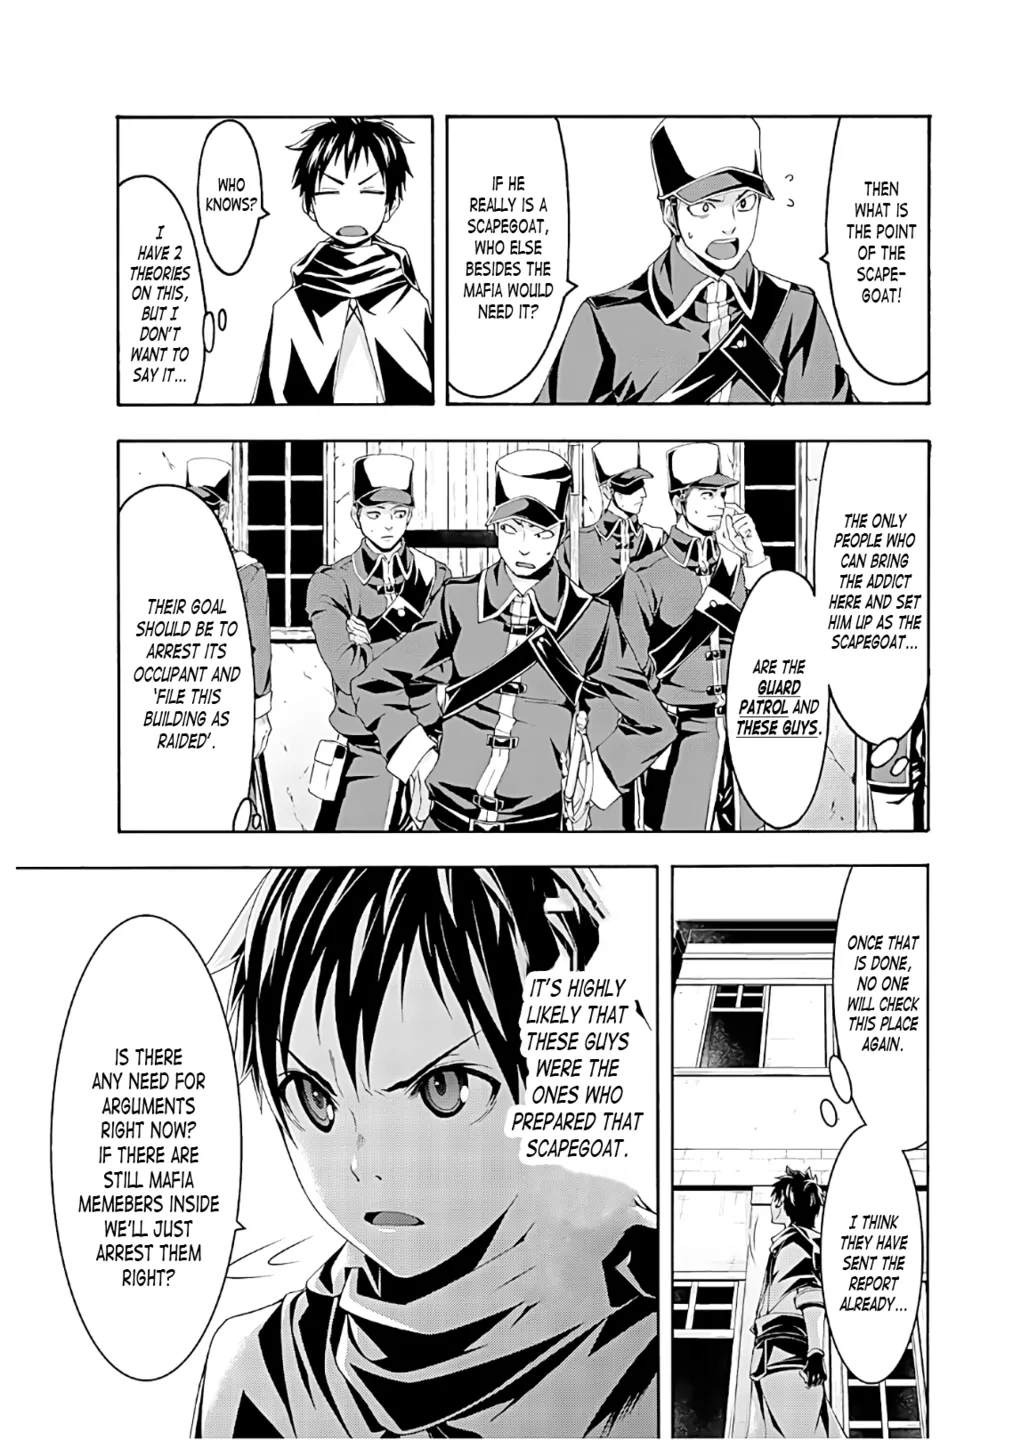 THEN
WHAT IS
THE POINT
OF THE
SCAPE-
GOAT!
IF HE
REALLY IS A
SCAPEGOAT,
WHO ELSE
BESIDES THE
MAFIA WOULD
NEED IT?
WHO
KNOWS?
I
HAVE 2
THEORIES
ON THIS,
BUT I
DON'T
WANT TO
SAY IT...
THE ONLY
PEOPLE WHO
CAN BRING
THE ADDICT
HERE AND SET
HIM UP AS THE
SCAPEGOAT...
ARE THE
GUARD
PATROL AND
THESE GUYS.
THEIR GOAL
SHOULD BE TO
ARREST ITS
OCCUPANT AND
'FILE THIS
BUILDING AS
RAIDED'.
ONCE THAT
IS DONE,
NO ONE
WILL CHECK
THIS PLACE
AGAIN.
I THINK
THEY HAVE
SENT THE
REPORT
ALREADY...
IT'S HIGHLY
LIKELY THAT
THESE GUYS
WERE THE
ONES WHO
PREPARED THAT
SCAPEGOAT.
IS THERE
ANY NEED FOR
ARGUMENTS
RIGHT NOW?
IF THERE ARE
STILL MAFIA
MEMEBERS INSIDE
WE'LL JUST
ARREST THEM
RIGHT?